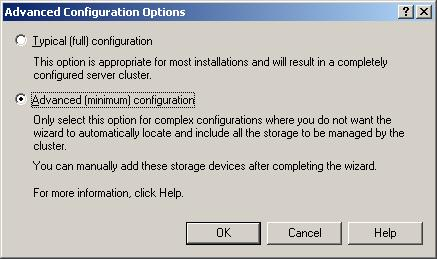 Advanced Configuration Options
Typical (full) configuration
This option is appropriate for most installations and will result in a completely
configured server cluster.
Advanced (minimum) configuration
Only select this option for complex configurations where you do not want the
wizard to automatically locate and include all the storage to be managed by the
cluster.
You can manually add these storage devices after completing the wizard.
For more information, click Help.
OK Cancel Help